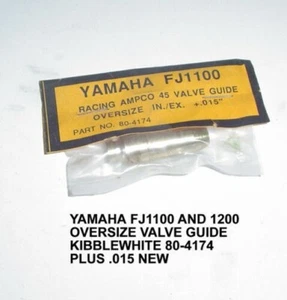 YAMAHA FJ1100
RACING AMPCO 45 VALVE GUIDE
OVERSIZE IN./EX. +.015"
PART NO. 80-4174
YAMAHA FJ1100 AND 1200
OVERSIZE VALVE GUIDE
KIBBLEWHITE 80-4174
PLUS .015 NEW